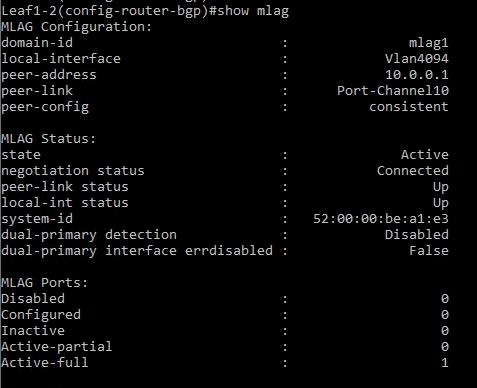 Leaf1-2(config-router-bgp)#show mlag
MLAG Configuration:
domain-id : mlag1
local-interface : Vlan4094
peer-address : 10.0.0.1
peer-link : Port-Channel10
peer-config : consistent
MLAG Status:
state : Active
negotiation status : Connected
peer-link status : Up
local-int status : Up
system-id : 52:00:00:be:a1:e3
dual-primary detection : Disabled
dual-primary interface errdisabled : False
MLAG Ports:
Disabled : 0
Configured : 0
Inactive : 0
Active-partial : 0
Active-full : 1